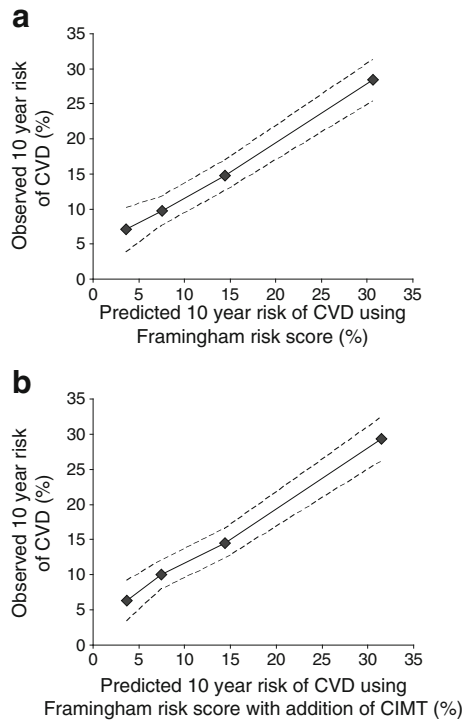 a
35
30
25
20
15
10
5
0
Observed 10 year risk
of CVD (%)
0 5 10 15 20 25 30 35
Predicted 10 year risk of CVD using
Framingham risk score (%)
b
35
30
25
20
15
10
5
0
Observed 10 year risk
of CVD (%)
0 5 10 15 20 25 30 35
Predicted 10 year risk of CVD using
Framingham risk score with addition of CIMT (%)